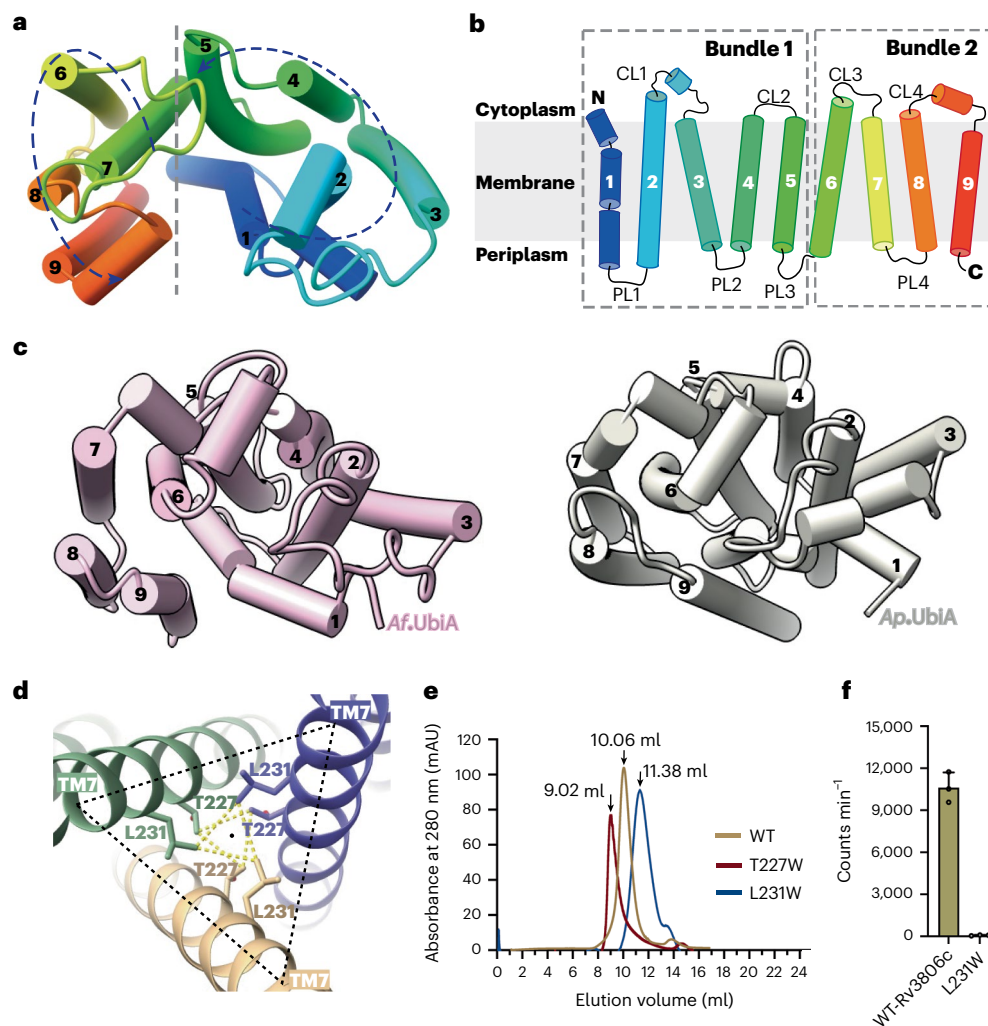 a
5
6
4
7
2
8
3
1
9
b
Bundle 1
Bundle 2
CL1
CL2
CL3
CL4
Cytoplasm
N
Membrane
1 2 3 4 5 6 7 8 9
Periplasm
C
PL1
PL2
PL3
PL4
c
5
7
4
2
6
3
8
9
1
Af.UbiA
5
4
2
3
7
6
8
1
9
Ap.UbiA
d
TM7
L231
TM7
T227
T227
L231
T227
L231
TM7
e
Absorbance at 280 nm (mAU)
120
100
80
60
40
20
0
10.06 ml
11.38 ml
9.02 ml
WT
T227W
L231W
0 2 4 6 8 10 12 14 16 18 20 22 24
Elution volume (ml)
f
Counts min⁻¹
15,000
12,000
9,000
6,000
3,000
0
WT-Rv3806c
L231W